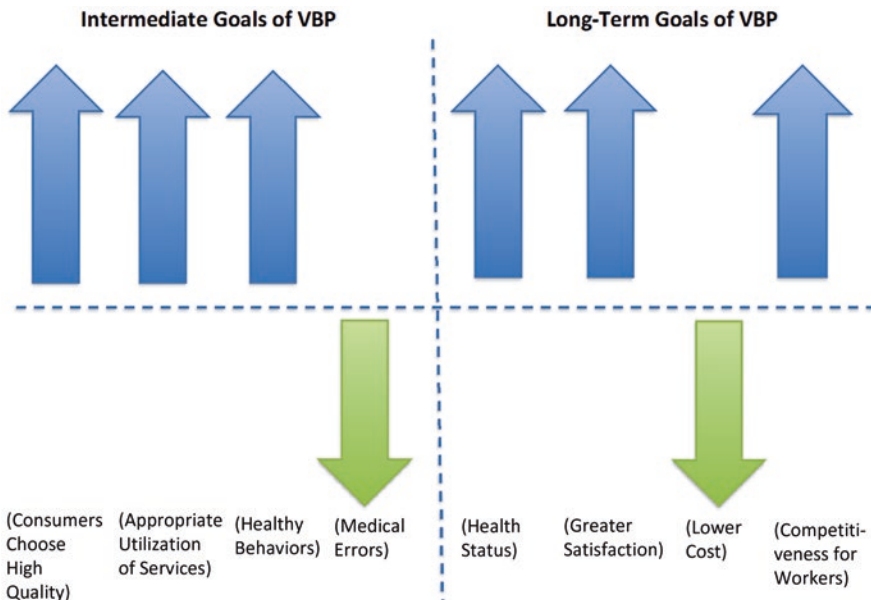 Intermediate Goals of VBP
Long-Term Goals of VBP
(Consumers
Choose
High
Quality)
(Appropriate
Utilization
of Services)
(Healthy
Behaviors)
(Medical
Errors)
(Health
Status)
(Greater
Satisfaction)
(Lower
Cost)
(Competiti-
veness for
Workers)